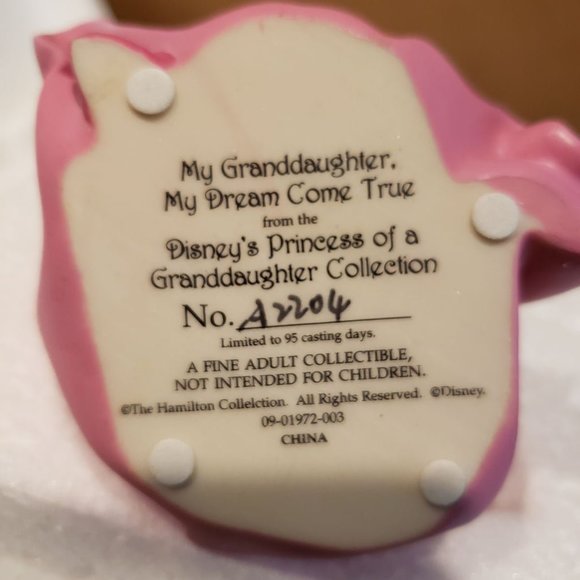 My Granddaughter,
My Dream Come True
from the
Disney's Princess of a
Granddaughter Collection
No. A2204
Limited to 95 casting days.
A FINE ADULT COLLECTIBLE,
NOT INTENDED FOR CHILDREN.
©The Hamilton Collelction. All Rights Reserved. ©Disney.
09-01972-003
CHINA